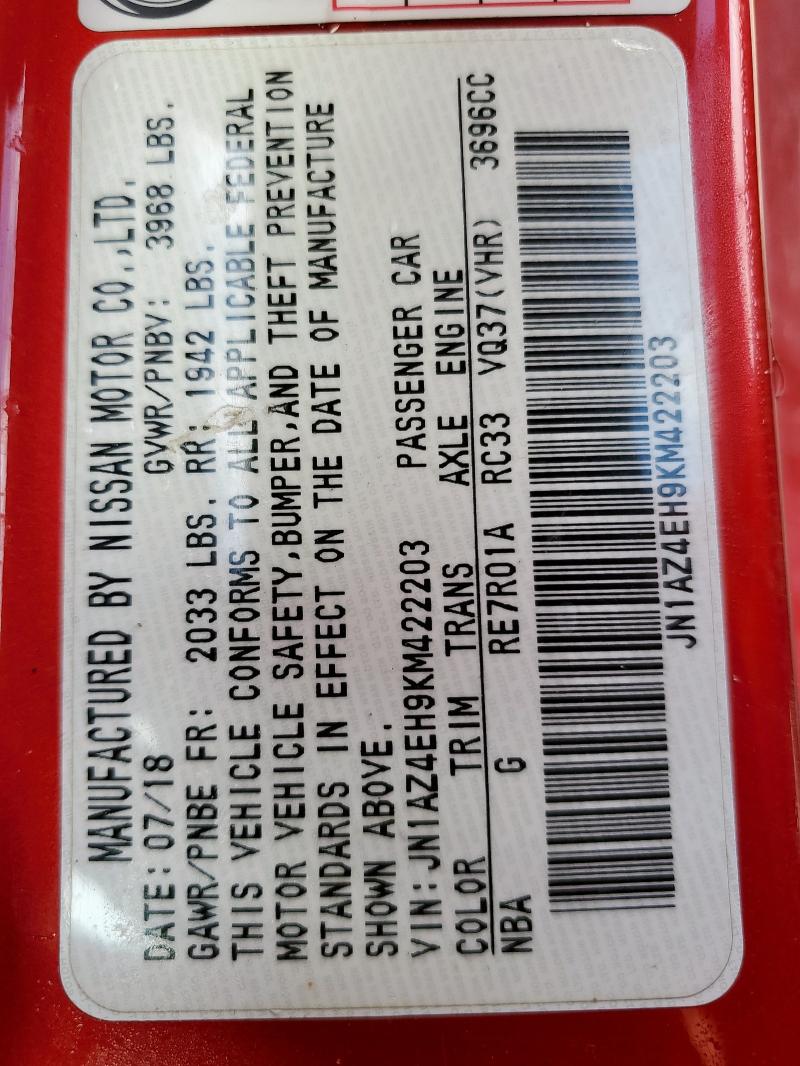 MANUFACTURED BY NISSAN MOTOR CO.,LTD.
DATE: 07/18 GVWR/PNBV: 3968 LBS.
GAWR/PNBE FR: 2033 LBS. RR: 1942 LBS.
THIS VEHICLE CONFORMS TO ALL APPLICABLE FEDERAL
MOTOR VEHICLE SAFETY,BUMPER,AND THEFT PREVENTION
STANDARDS IN EFFECT ON THE DATE OF MANUFACTURE
SHOWN ABOVE.
VIN:JN1AZ4EH9KM422203 PASSENGER CAR
COLOR TRIM TRANS AXLE ENGINE
NBA G RE7R01A RC33 VQ37(VHR) 3696CC
JN1AZ4EH9KM422203